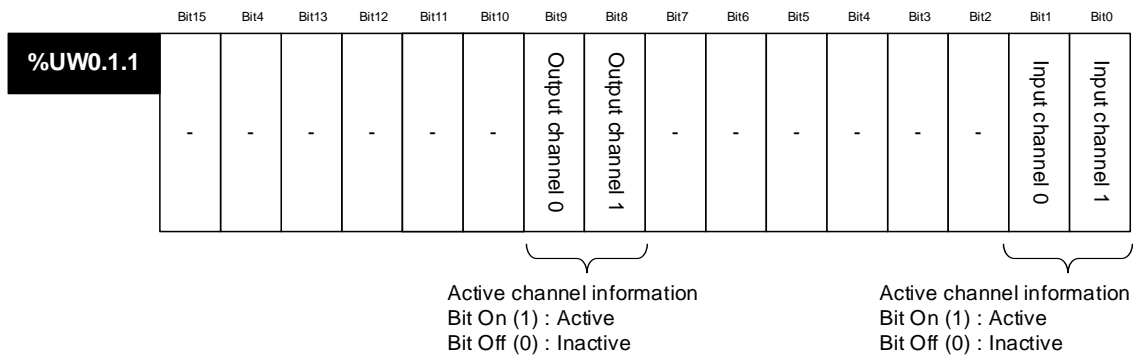 Bit15 Bit4 Bit13 Bit12 Bit11 Bit10 Bit9 Bit8 Bit7 Bit6 Bit5 Bit4 Bit3 Bit2 Bit1 Bit0
%UW0.1.1
- - - - - - Output channel 0 Output channel 1 - - - - - - Input channel 0 Input channel 1
Active channel information
Bit On (1) : Active
Bit Off (0) : Inactive
Active channel information
Bit On (1) : Active
Bit Off (0) : Inactive